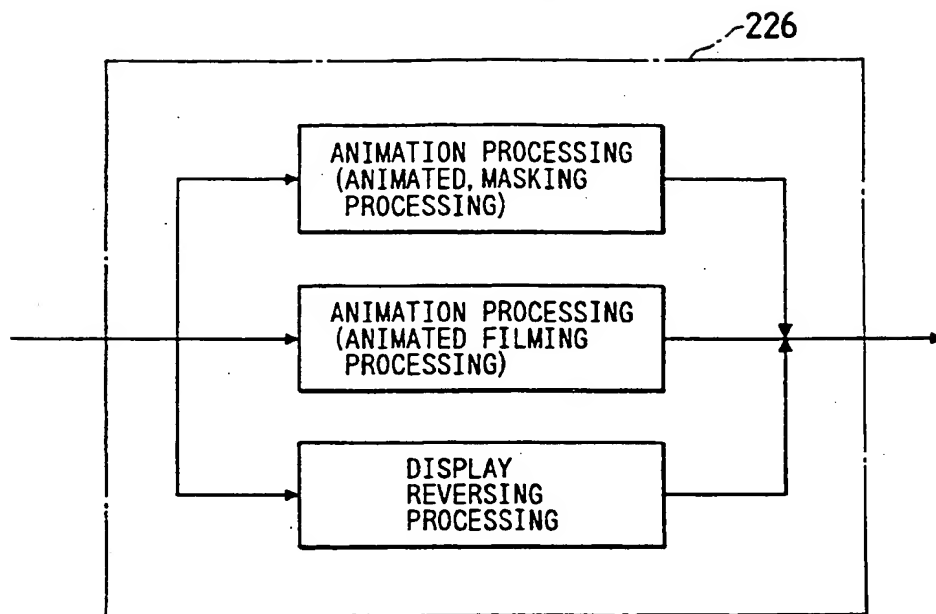 226
ANIMATION PROCESSING
(ANIMATED, MASKING
PROCESSING)
ANIMATION PROCESSING
(ANIMATED FILMING
PROCESSING)
DISPLAY
REVERSING
PROCESSING